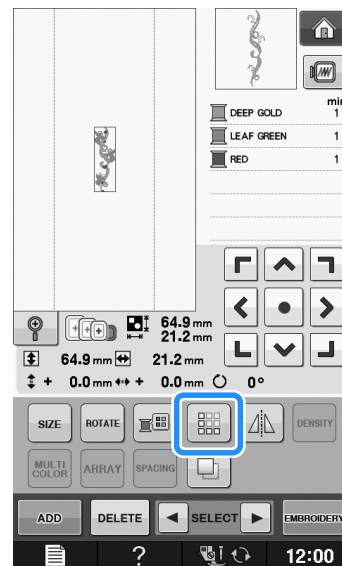 min
DEEP GOLD 1
LEAF GREEN 1
RED 1
64.9 mm
21.2 mm
64.9 mm 21.2 mm
+ 0.0 mm + 0.0 mm 0°
SIZE ROTATE DENSITY
MULTI COLOR ARRAY SPACING
ADD DELETE SELECT EMBROIDERY
? 12:00